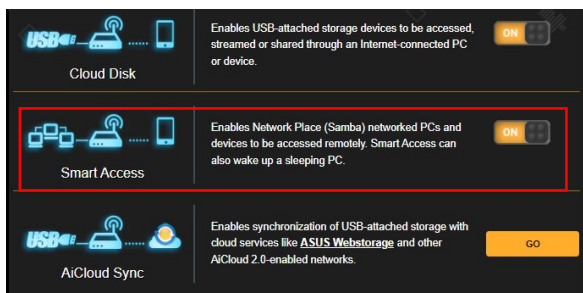 Enables USB-attached storage devices to be accessed,
streamed or shared through an Internet-connected PC
or device.
ON
USB
Cloud Disk
Enables Network Place (Samba) networked PCs and
devices to be accessed remotely. Smart Access can
also wake up a sleeping PC.
ON
Smart Access
Enables synchronization of USB-attached storage with
cloud services like ASUS Webstorage and other
AiCloud 2.0-enabled networks.
GO
USB
AiCloud Sync